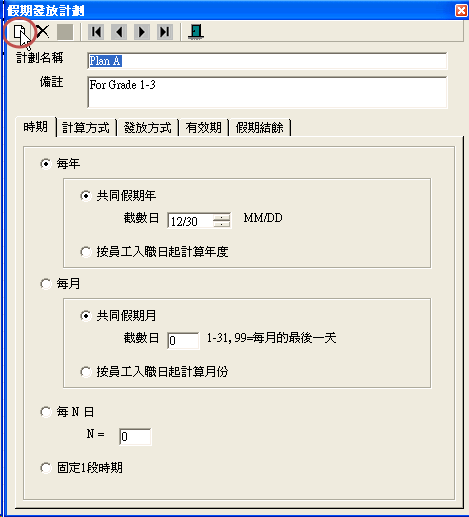 假期發放計劃
計劃名稱 Plan A
備註 For Grade 1-3
時期 計算方式 發放方式 有效期 假期結餘
每年
共同假期年
截數日 12/30 MM/DD
按員工入職日起計算年度
每月
共同假期月
截數日 0 1-31, 99=每月的最後一天
按員工入職日起計算月份
每 N 日
N = 0
固定1段時期